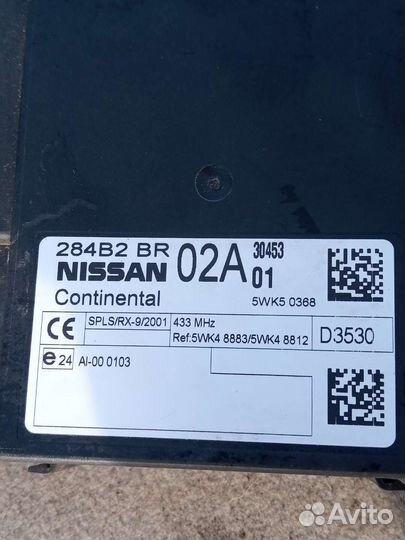 284B2 BR 02A 30453
NISSAN 01
Continental 5WK5 0368
CE SPLS/RX-9/2001 433 MHz D3530
Ref:5WK4 8883/5WK4 8812
e 24 AI-00 0103
Avito